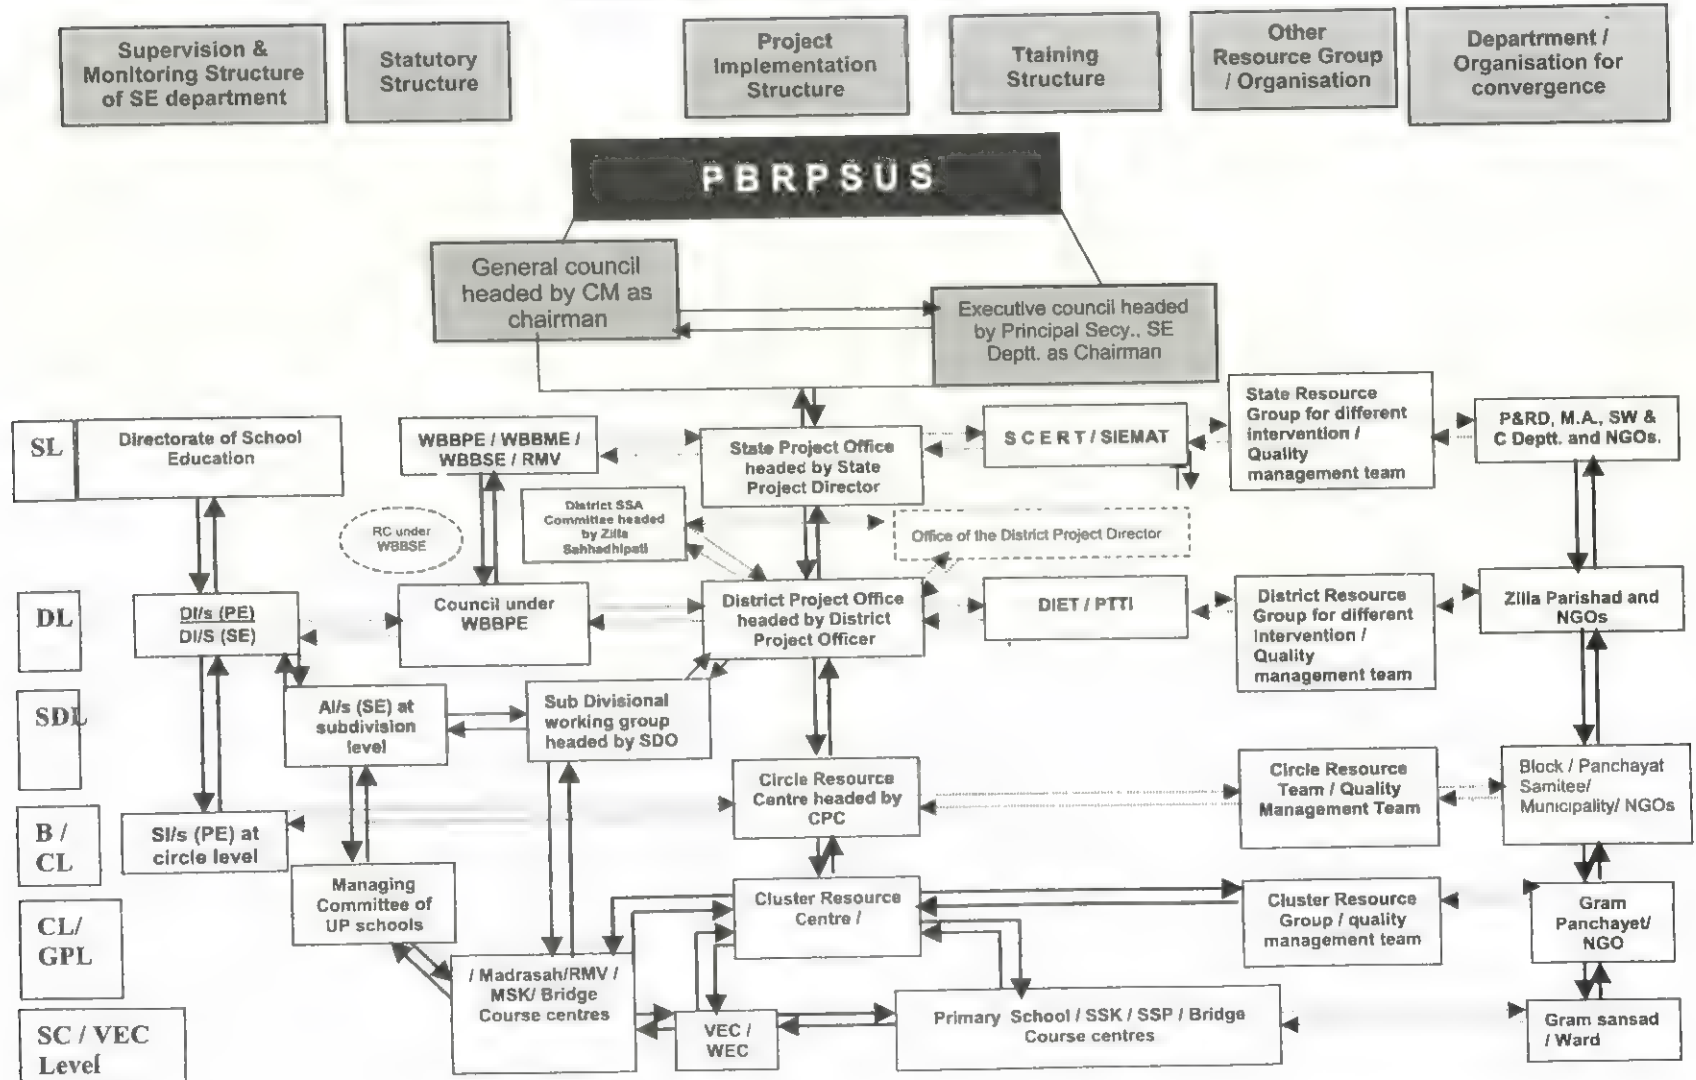 Supervision &
Monitoring Structure
of SE department
Statutory
Structure
Project
Implementation
Structure
Ttaining
Structure
Other
Resource Group
/ Organisation
Departrment /
Organisation for
convergence
PBRPSUS
General council
headed by CM as
chairman
Executive council headed
by Principal Secy., SE
Deptt. as Chairman
SL
Directorate of School
Education
WBBPE / WBBME /
WBBSE / RMV
State Project Office
headed by State
Project Director
SCERT / SIEMAT
State Resource
Group for different
intervention /
Quality
management team
P&RD, M.A., SW &
C Deptt. and NGOs.
RC under
WBBSE
District SSA
Committee headed
by Zilla
Sabhadhipati
Office of the District Project Director
DL
DI/s (PE)
DI/S (SE)
Council under
WBBPE
District Project Office
headed by District
Project Officer
DIET / PTTI
District Resource
Group for different
Intervention /
Quality
management team
Zilla Parishad and
NGOs
SDL
AI/s (SE) at
subdivision
level
Sub Divisional
working group
headed by SDO
Circle Resource
Centre headed by
CPC
Circle Resource
Team / Quality
Management Team
Block / Panchayat
Samitee/
Municipality/ NGOs
B /
CL
SI/s (PE) at
circle level
Managing
Committee of
UP schools
Cluster Resource
Centre /
Cluster Resource
Group / quality
management team
Gram
Panchayet/
NGO
CL/
GPL
/ Madrasah/RMV /
MSK/ Bridge
Course centres
VEC /
WEC
Primary School / SSK / SSP / Bridge
Course centres
Gram sansad
/ Ward
SC / VEC
Level